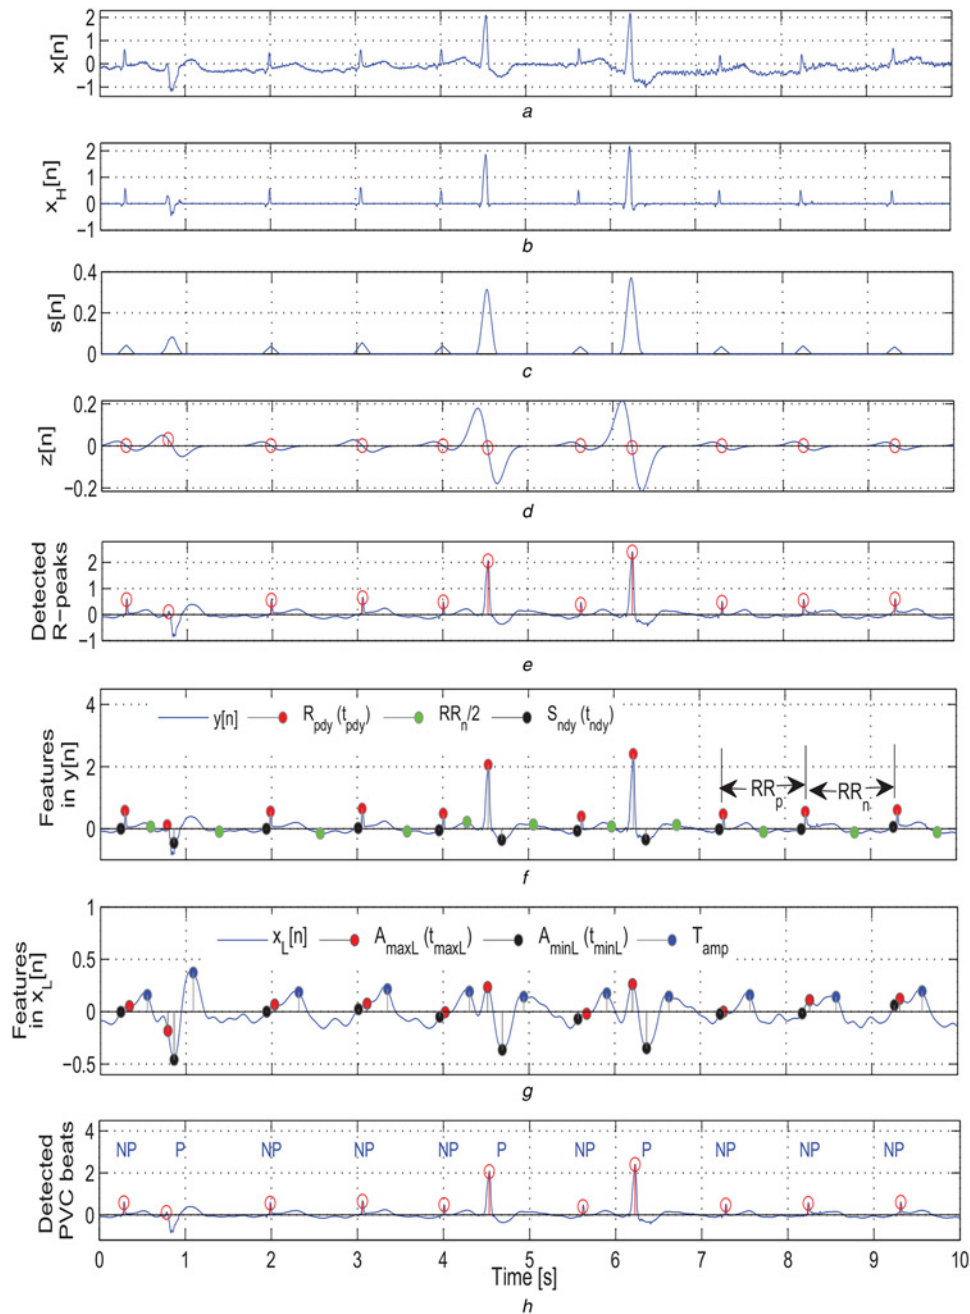 x[n]
2
1
0
−1
a
x_H[n]
2
1
0
−1
b
s[n]
0.4
0.2
0
c
z[n]
0.2
0
−0.2
d
Detected
R−peaks
2
1
0
−1
e
Features
in y[n]
4
2
0
y[n] R_pdy (t_pdy) RR_n/2 S_ndy (t_ndy)
RR_p RR_n
f
Features
in x_L[n]
1
0.5
0
−0.5
x_L[n] A_maxL (t_maxL) A_minL (t_minL) T_amp
g
Detected
PVC beats
4
2
0
NP P NP NP NP P NP P NP NP NP
0 1 2 3 4 5 6 7 8 9 10
Time [s]
h